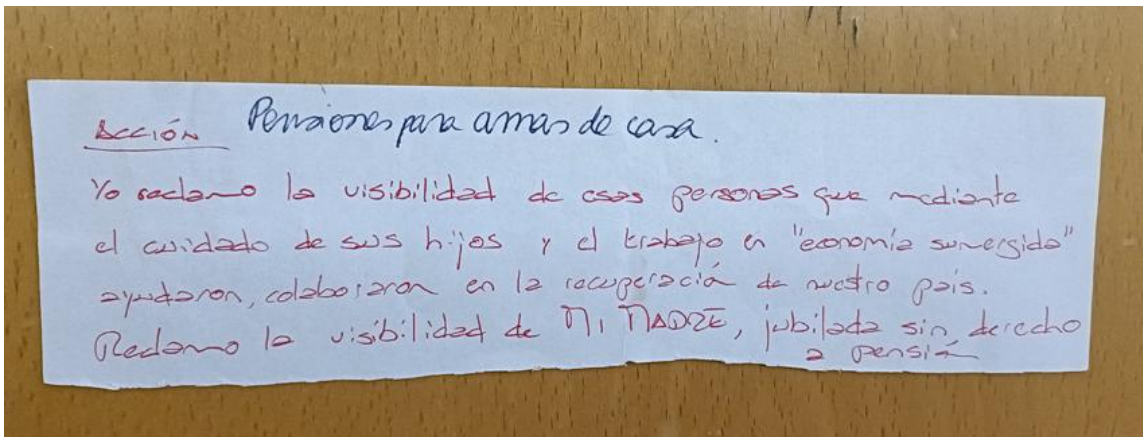 Acción Pensiones para amas de casa.
Yo reclamo la visibilidad de esas personas que mediante
el cuidado de sus hijos y el trabajo en "economía sumergida"
ayudaron, colaboraron en la recuperación de nuestro país.
Reclamo la visibilidad de MI MADRE, jubilada sin derecho
a pensión